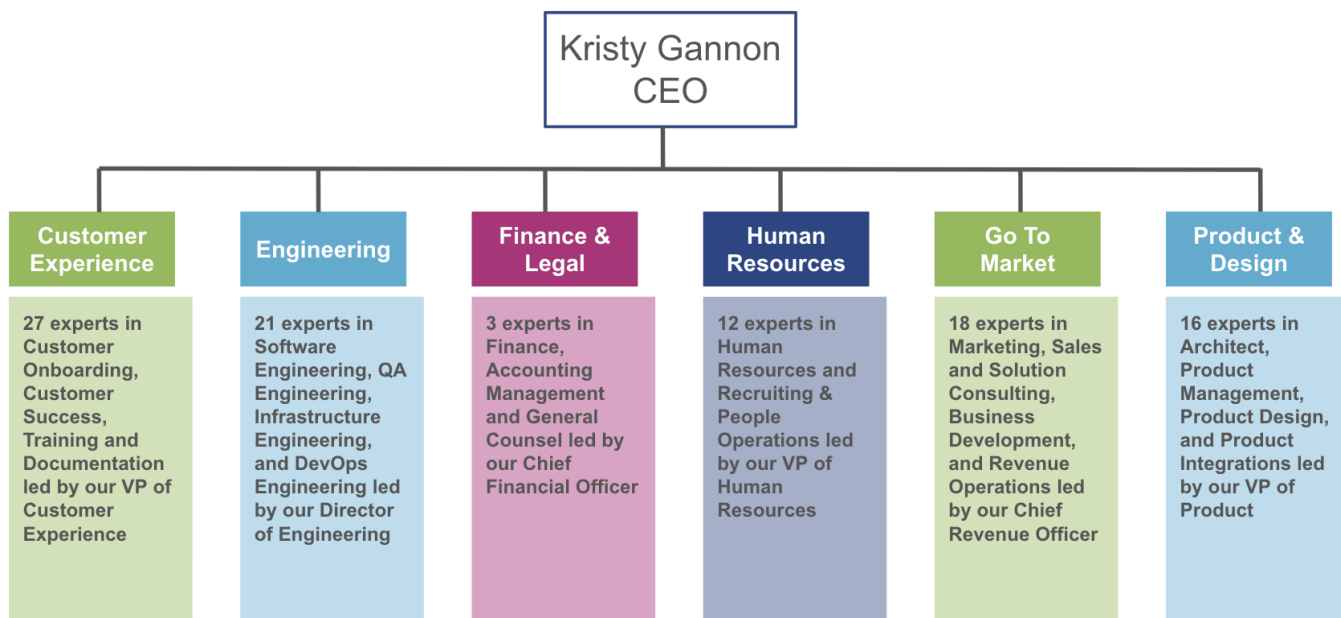 Kristy Gannon
CEO
Customer
Experience
Engineering
Finance &
Legal
Human
Resources
Go To
Market
Product &
Design
27 experts in
Customer
Onboarding,
Customer
Success,
Training and
Documentation
led by our VP of
Customer
Experience
21 experts in
Software
Engineering, QA
Engineering,
Infrastructure
Engineering,
and DevOps
Engineering led
by our Director
of Engineering
3 experts in
Finance,
Accounting
Management
and General
Counsel led by
our Chief
Financial Officer
12 experts in
Human
Resources and
Recruiting &
People
Operations led
by our VP of
Human
Resources
18 experts in
Marketing, Sales
and Solution
Consulting,
Business
Development,
and Revenue
Operations led
by our Chief
Revenue Officer
16 experts in
Architect,
Product
Management,
Product Design,
and Product
Integrations led
by our VP of
Product